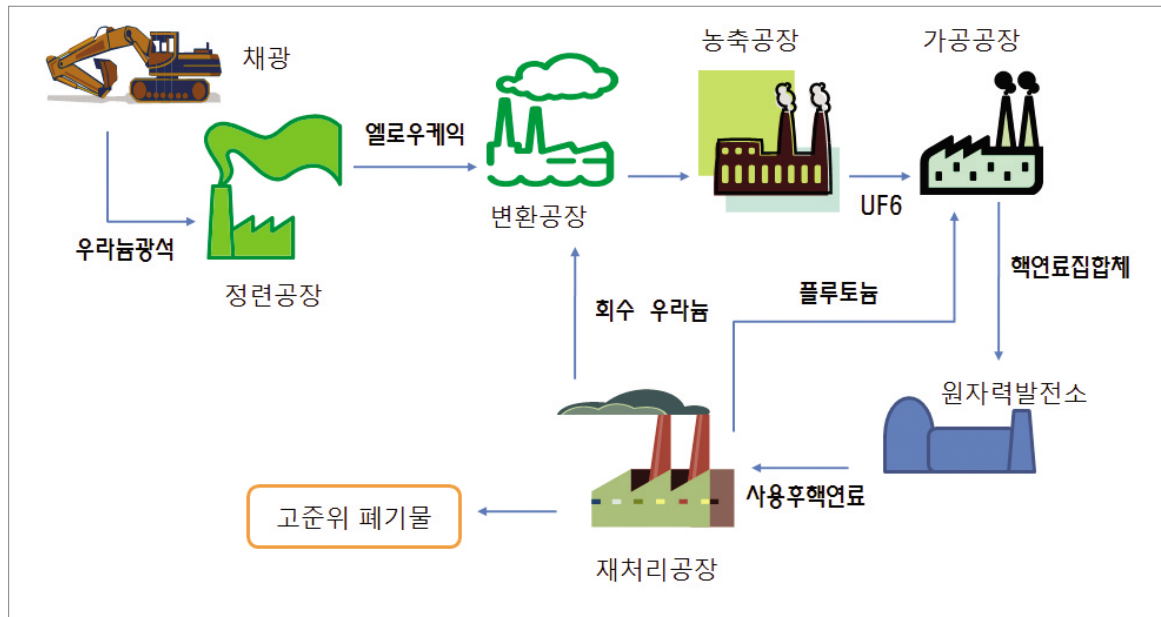 채광
농축공장
가공공장
옐로우케익
UF6
변환공장
우라늄광석
정련공장
핵연료집합체
플루토늄
회수 우라늄
원자력발전소
사용후핵연료
고준위 폐기물
재처리공장